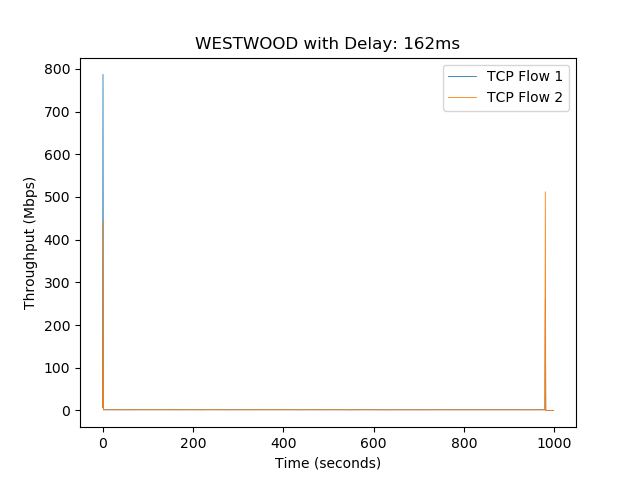 WESTWOOD with Delay: 162ms
TCP Flow 1
TCP Flow 2
800
700
600
500
400
300
200
100
0
Throughput (Mbps)
0 200 400 600 800 1000
Time (seconds)